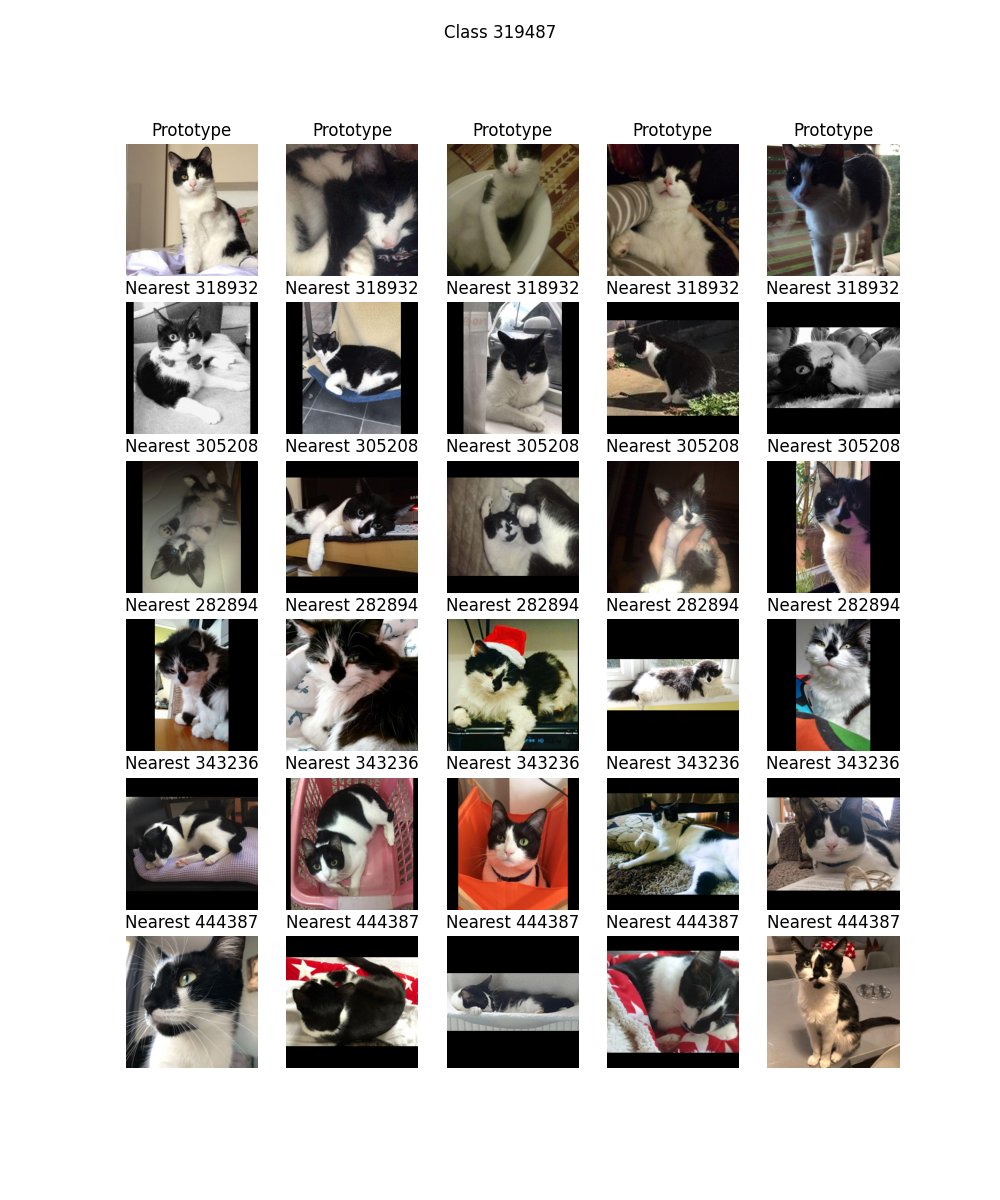 Class 319487
Prototype Prototype Prototype Prototype Prototype
Nearest 318932 Nearest 318932 Nearest 318932 Nearest 318932 Nearest 318932
Nearest 305208 Nearest 305208 Nearest 305208 Nearest 305208 Nearest 305208
Nearest 282894 Nearest 282894 Nearest 282894 Nearest 282894 Nearest 282894
Nearest 343236 Nearest 343236 Nearest 343236 Nearest 343236 Nearest 343236
Nearest 444387 Nearest 444387 Nearest 444387 Nearest 444387 Nearest 444387